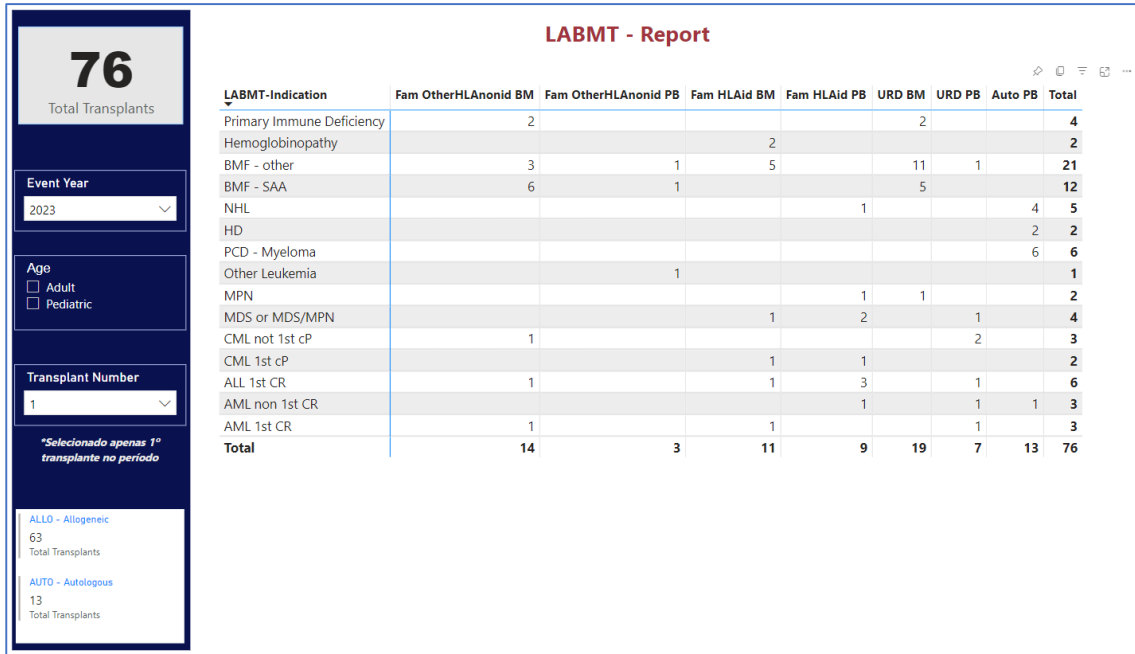 LABMT - Report
76
Total Transplants
Event Year
2023
Age
Adult
Pediatric
Transplant Number
1
*Selecionado apenas 1º
transplante no período
ALLO - Allogeneic
63
Total Transplants
AUTO - Autologous
13
Total Transplants
LABMT-Indication Fam OtherHLAnonid BM Fam OtherHLAnonid PB Fam HLAid BM Fam HLAid PB URD BM URD PB Auto PB Total
Primary Immune Deficiency 2 2 4
Hemoglobinopathy 2 2
BMF - other 3 1 5 11 1 21
BMF - SAA 6 1 5 12
NHL 1 4 5
HD 2 2
PCD - Myeloma 6 6
Other Leukemia 1 1
MPN 1 1 2
MDS or MDS/MPN 1 2 1 4
CML not 1st cP 1 2 3
CML 1st cP 1 1 2
ALL 1st CR 1 1 3 1 6
AML non 1st CR 1 1 1 3
AML 1st CR 1 1 1 3
Total 14 3 11 9 19 7 13 76